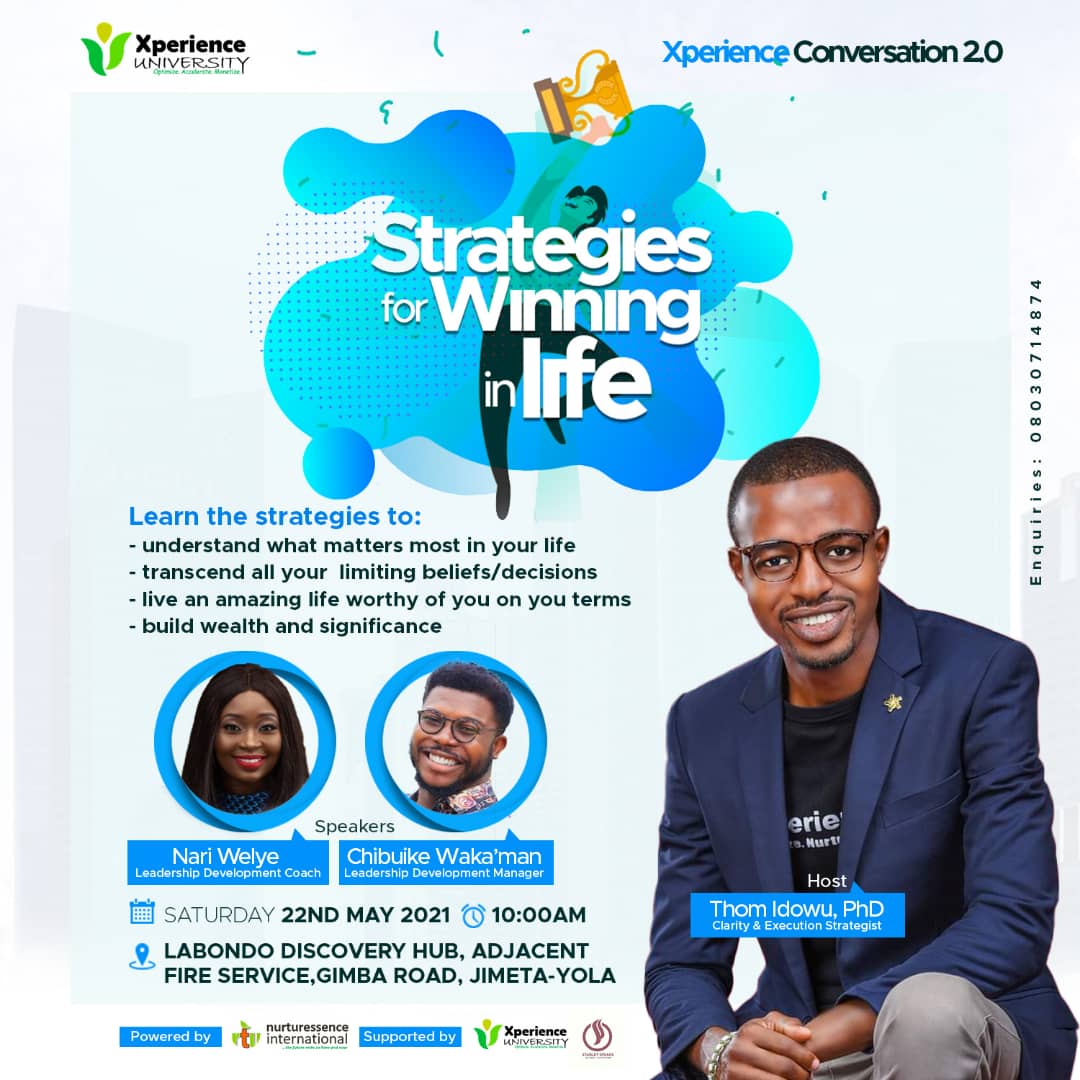 Xperience
UNIVERSITY
Optimize. Accelerate. Monetize
Xperience Conversation 2.0
Strategies
for Winning
in life
Enquiries: 08030714874
Learn the strategies to:
- understand what matters most in your life
- transcend all your limiting beliefs/decisions
- live an amazing life worthy of you on you terms
- build wealth and significance
Speakers
Nari Welye
Leadership Development Coach
Chibuike Waka'man
Leadership Development Manager
erie
e. Nurtu
Host
Thom Idowu, PhD
Clarity & Execution Strategist
SATURDAY 22ND MAY 2021 10:00AM
LABONDO DISCOVERY HUB, ADJACENT
FIRE SERVICE,GIMBA ROAD, JIMETA-YOLA
Powered by
nurturessence
international
Supported by
Xperience
UNIVERSITY